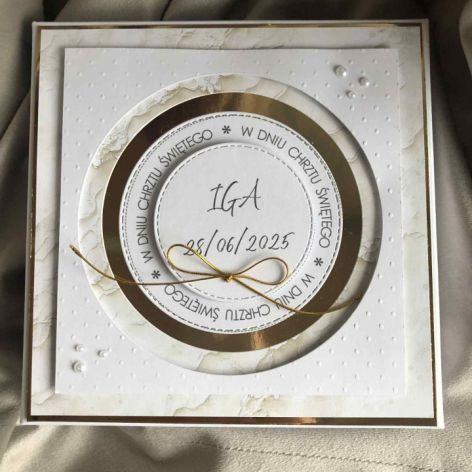 W DNIU CHRZTU ŚWIĘTEGO * W DNIU CHRZTU ŚWIĘTEGO * W DNIU CHRZTU ŚWIĘTEGO *
IGA
28/06/2025